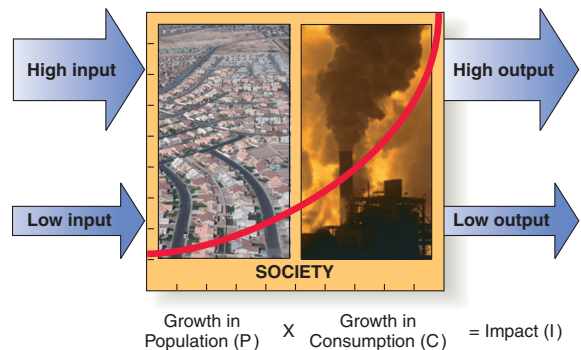 High input
High output
Low input
Low output
SOCIETY
Growth in
Population (P)
X
Growth in
Consumption (C)
= Impact (I)